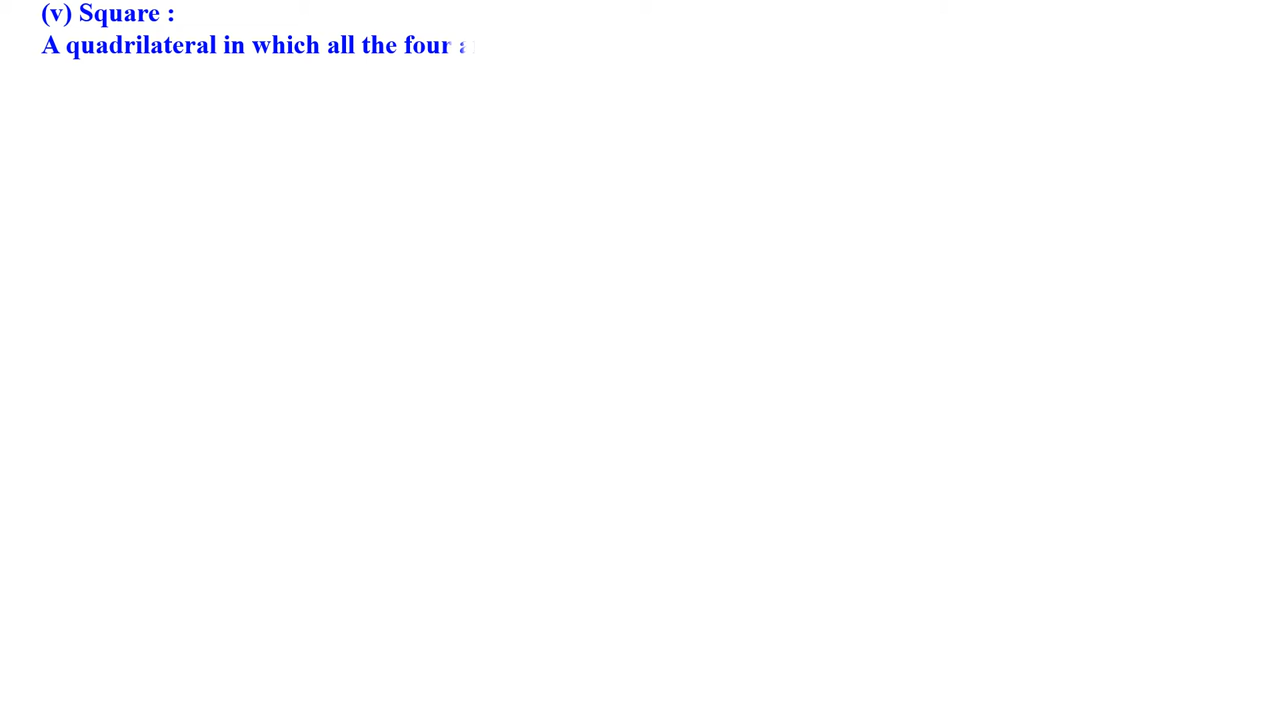 (v) Square :
A quadrilateral in which all the four